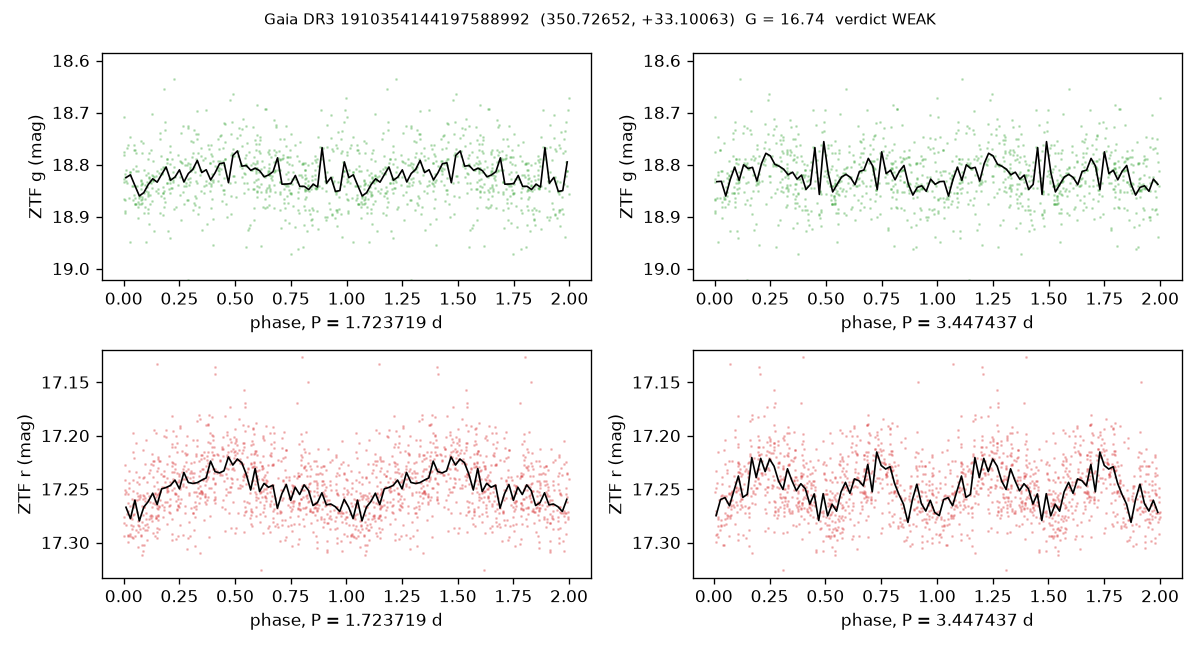 Gaia DR3 1910354144197588992 (350.72652, +33.10063) G = 16.74 verdict WEAK
ZTF g (mag)
18.6
18.7
18.8
18.9
19.0
0.00 0.25 0.50 0.75 1.00 1.25 1.50 1.75 2.00
phase, P = 1.723719 d
ZTF g (mag)
18.6
18.7
18.8
18.9
19.0
0.00 0.25 0.50 0.75 1.00 1.25 1.50 1.75 2.00
phase, P = 3.447437 d
ZTF r (mag)
17.15
17.20
17.25
17.30
0.00 0.25 0.50 0.75 1.00 1.25 1.50 1.75 2.00
phase, P = 1.723719 d
ZTF r (mag)
17.15
17.20
17.25
17.30
0.00 0.25 0.50 0.75 1.00 1.25 1.50 1.75 2.00
phase, P = 3.447437 d